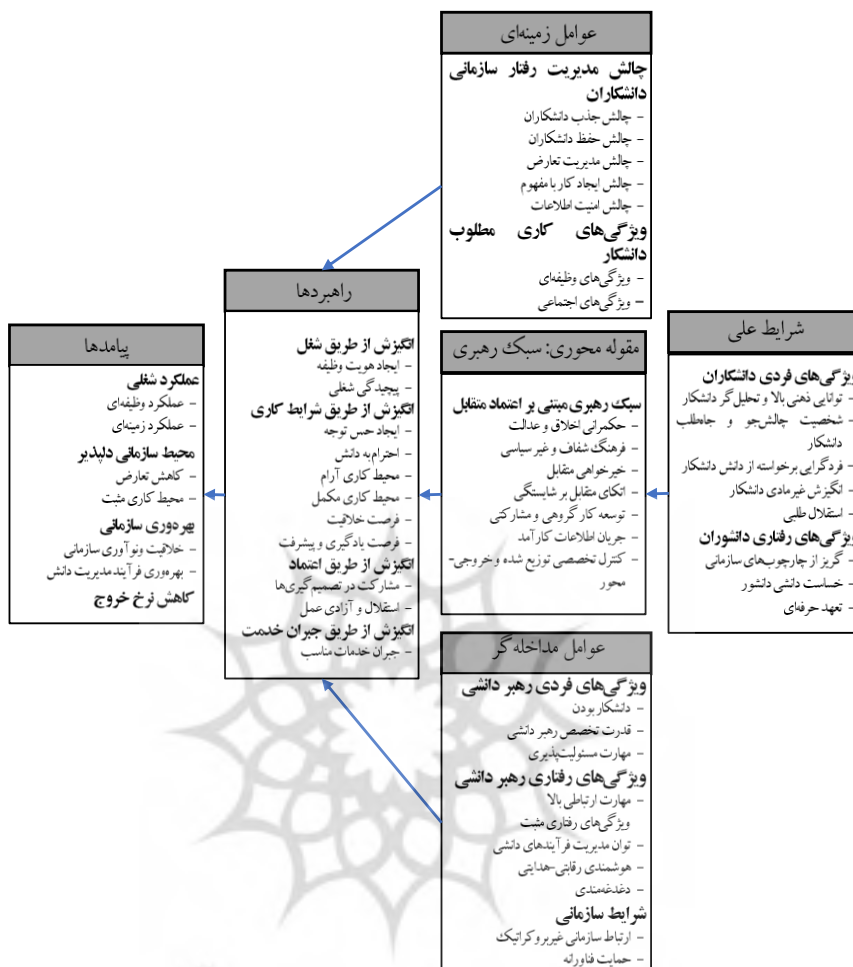 عوامل زمینه‌ای
چالش مدیریت رفتار سازمانی
دانشکاران
- چالش جذب دانشکاران
- چالش حفظ دانشکاران
- چالش مدیریت تعارض
- چالش ایجاد کار با مفهوم
- چالش امنیت اطلاعات
ویژگی‌های کاری مطلوب
دانشکار
- ویژگی‌های وظیفه‌ای
- ویژگی‌های اجتماعی
شرایط علی
ویژگی‌های فردی دانشکاران
- توانایی ذهنی بالا و تحلیل‌گر دانشکار
- شخصیت چالش‌جو و جاه‌طلب
دانشکار
- فردگرایی برخواسته از دانش دانشکار
- انگیزش غیرمادی دانشکار
- استقلال طلبی
ویژگی‌های رفتاری دانشوران
- گریز از چارچوب‌های سازمانی
- خساست دانشی دانشور
- تعهد حرفه‌ای
مقوله محوری: سبک رهبری
سبک رهبری مبتنی بر اعتماد متقابل
- حکمرانی اخلاق و عدالت
- فرهنگ شفاف و غیر سیاسی
- خیرخواهی متقابل
- اتکای متقابل بر شایستگی
- توسعه کار گروهی و مشارکتی
- جریان اطلاعات کارآمد
- کنترل تخصصی توزیع شده و خروجی-
محور
راهبردها
انگیزش از طریق شغل
- ایجاد هویت وظیفه
- پیچیدگی شغلی
انگیزش از طریق شرایط کاری
- ایجاد حس توجه
- احترام به دانش
- محیط کاری آرام
- محیط کاری مکمل
- فرصت خلاقیت
- فرصت یادگیری و پیشرفت
انگیزش از طریق اعتماد
- مشارکت در تصمیم‌گیری‌ها
- استقلال و آزادی عمل
انگیزش از طریق جبران خدمت
- جبران خدمات مناسب
پیامدها
عملکرد شغلی
- عملکرد وظیفه‌ای
- عملکرد زمینه‌ای
محیط سازمانی دلپذیر
- کاهش تعارض
- محیط کاری مثبت
بهره‌وری سازمانی
- خلاقیت ونوآوری سازمانی
- بهره‌وری فرآیندمدیریت دانش
کاهش نرخ خروج
عوامل مداخله گر
ویژگی‌های فردی رهبر دانشی
- دانشکار بودن
- قدرت تخصص رهبر دانشی
- مهارت مسئولیت‌پذیری
ویژگی‌های رفتاری رهبر دانشی
- مهارت ارتباطی بالا
ویژگی‌های رفتاری مثبت
- توان مدیریت فرآیندهای دانشی
- هوشمندی رقابتی-هدایتی
- دغدغه‌مندی
شرایط سازمانی
- ارتباط سازمانی غیربروکراتیک
- حمایت فناورانه